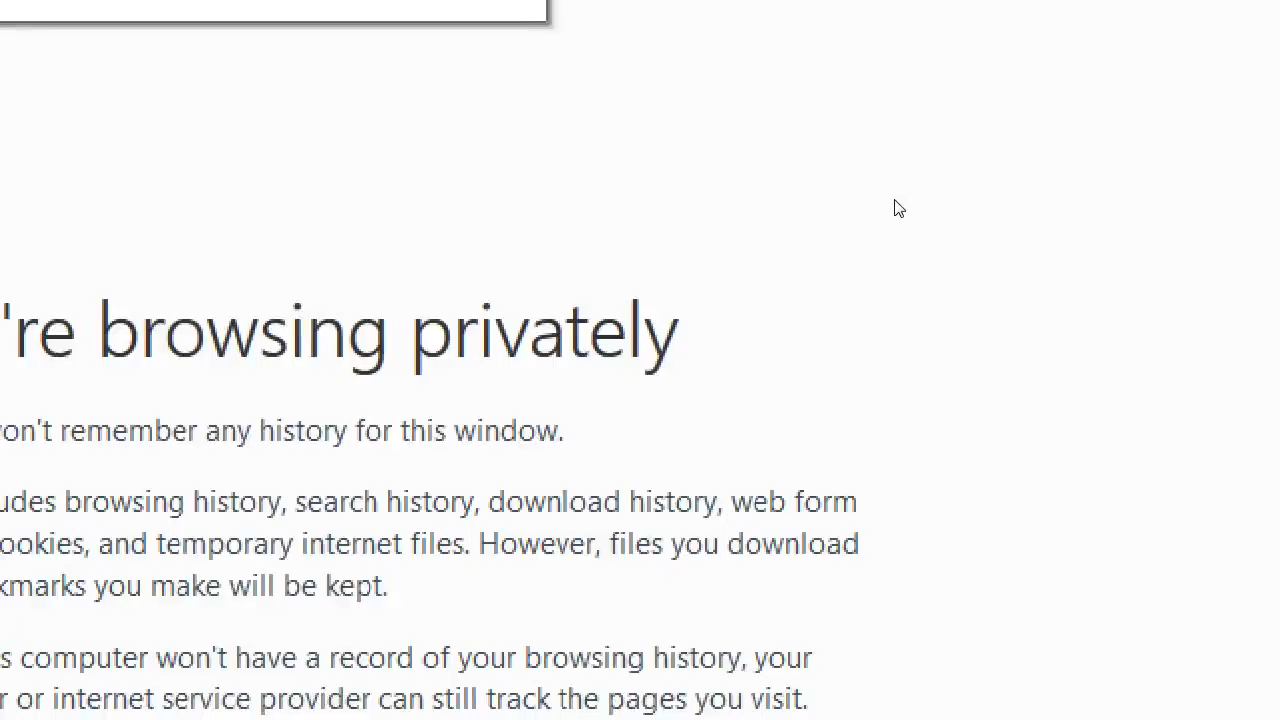 're browsing privately
won't remember any history for this window.
udes browsing history, search history, download history, web form
ookies, and temporary internet files. However, files you download
kmarks you make will be kept.
s computer won't have a record of your browsing history, your
r or internet service provider can still track the pages you visit.